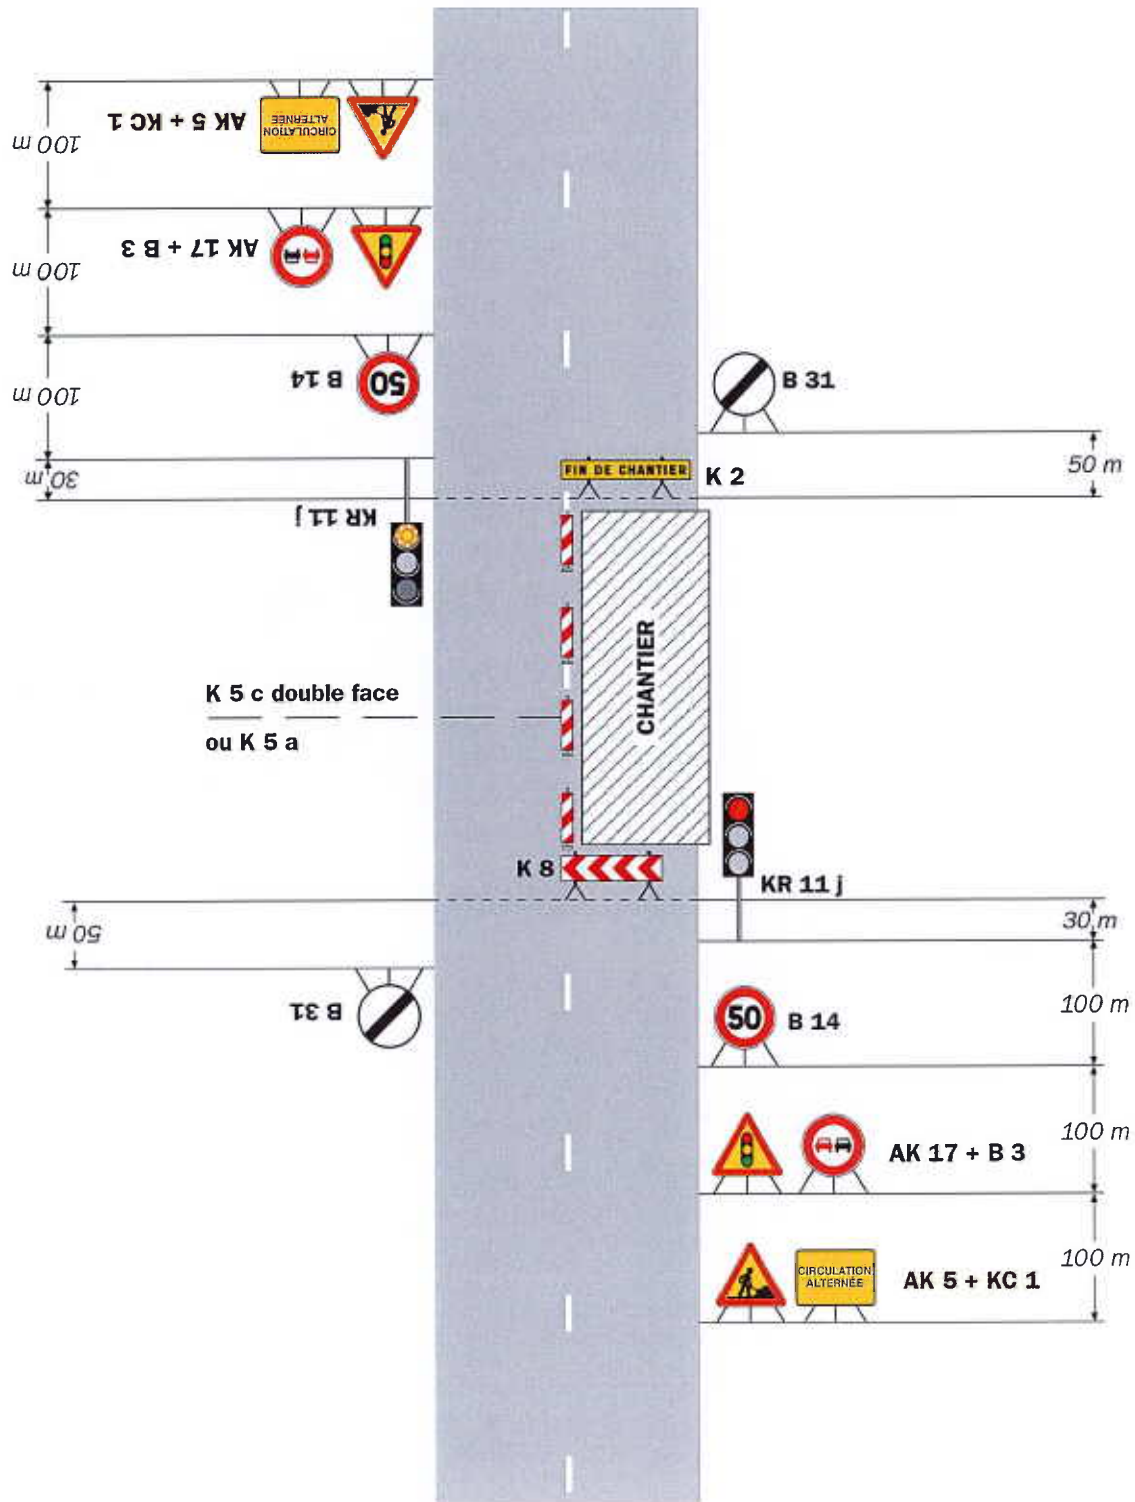 AK 5 + KC 1
CIRCULATION
ALTERNÉE
100 m
AK 17 + B 3
100 m
B 14
50
100 m
B 31
50 m
30 m
FIN DE CHANTIER
K 2
KR 11 j
CHANTIER
K 5 c double face
ou K 5 a
K 8
KR 11 j
30 m
50 m
B 31
50
B 14
100 m
AK 17 + B 3
100 m
CIRCULATION
ALTERNÉE
AK 5 + KC 1
100 m